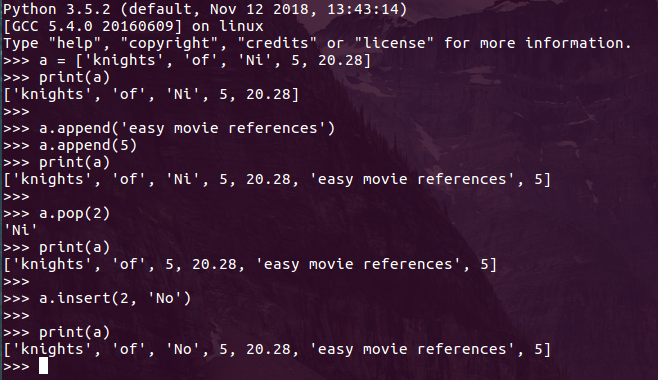 Python 3.5.2 (default, Nov 12 2018, 13:43:14)
[GCC 5.4.0 20160609] on linux
Type "help", "copyright", "credits" or "license" for more information.
>>> a = ['knights', 'of', 'Ni', 5, 20.28]
>>> print(a)
['knights', 'of', 'Ni', 5, 20.28]
>>>
>>> a.append('easy movie references')
>>> a.append(5)
>>> print(a)
['knights', 'of', 'Ni', 5, 20.28, 'easy movie references', 5]
>>>
>>> a.pop(2)
'Ni'
>>> print(a)
['knights', 'of', 5, 20.28, 'easy movie references', 5]
>>>
>>> a.insert(2, 'No')
>>>
>>> print(a)
['knights', 'of', 'No', 5, 20.28, 'easy movie references', 5]
>>>